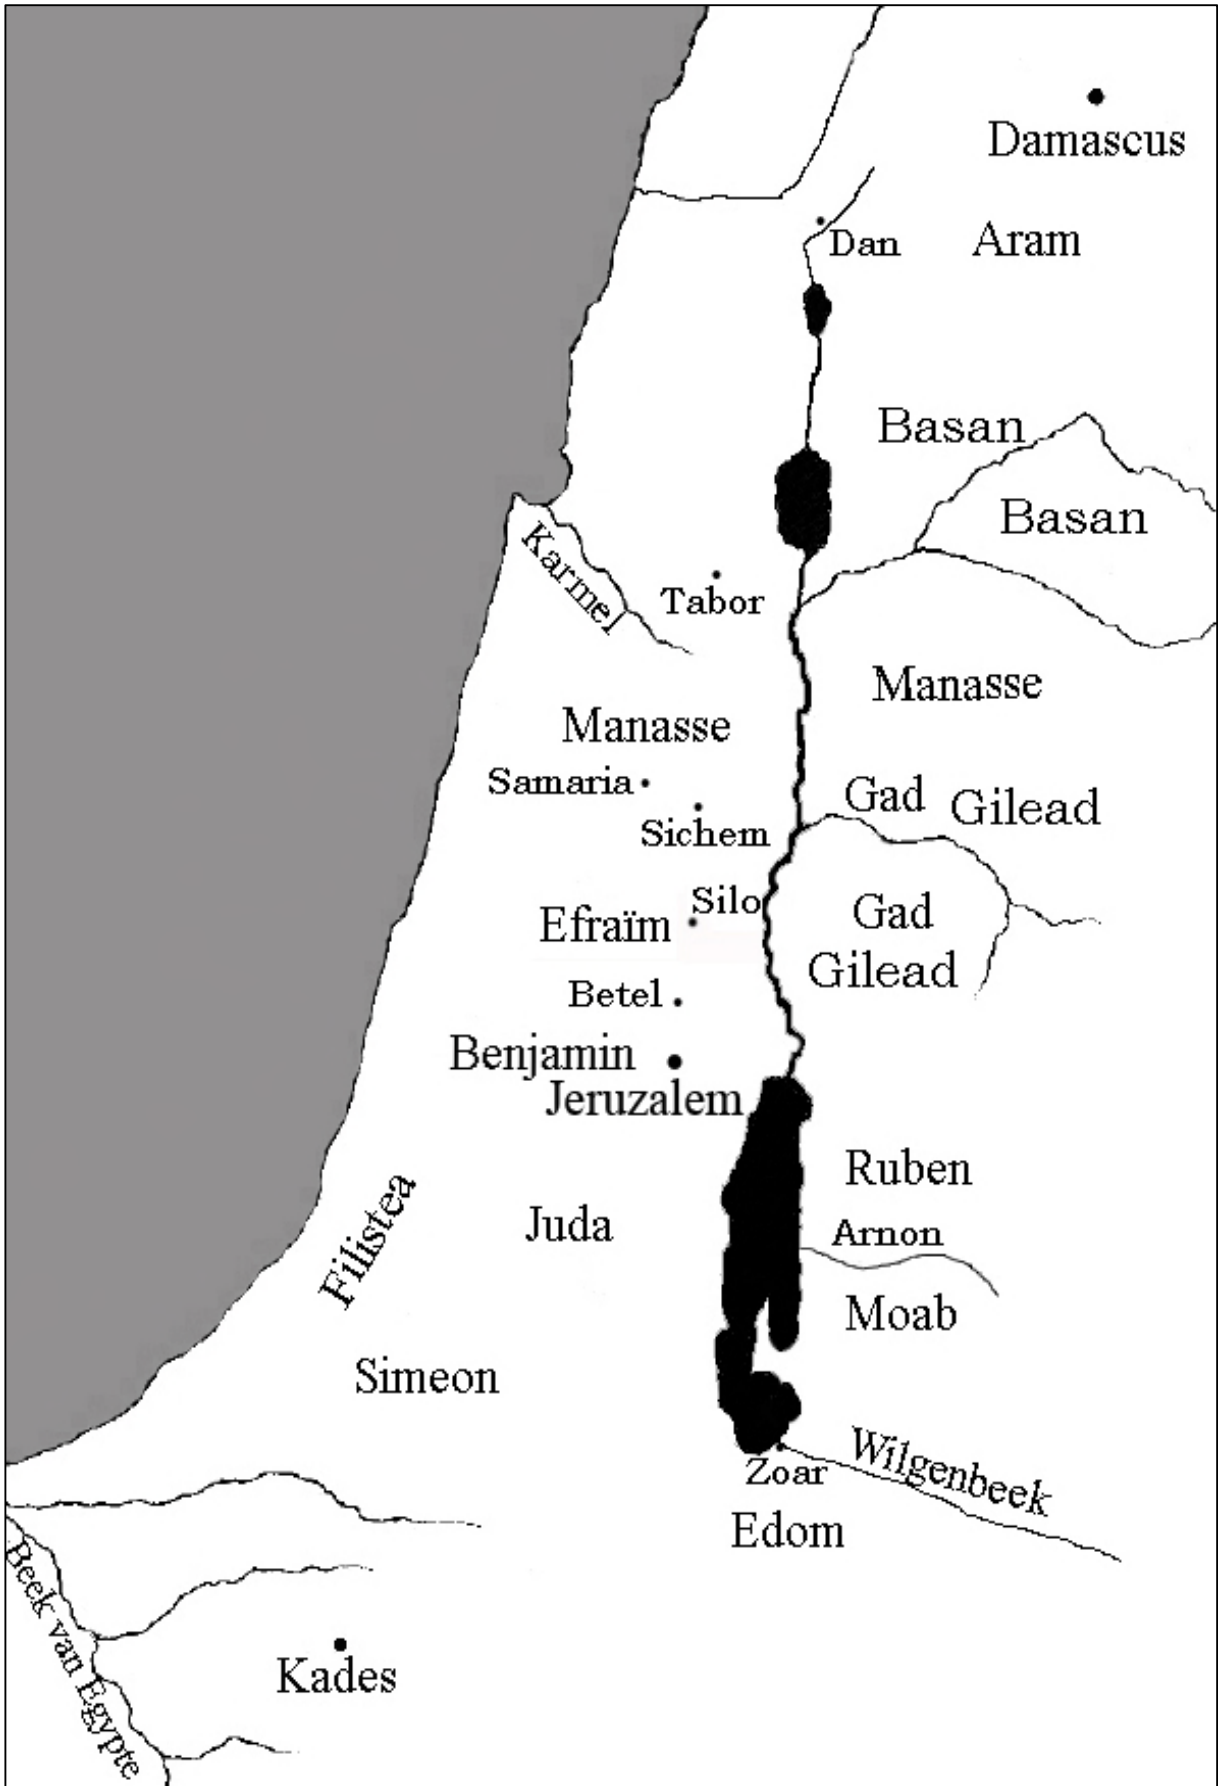 Damascus
Dan
Aram
Basan
Basan
Karmel
Tabor
Manasse
Manasse
Samaria
Gad
Gilead
Sichem
Silo
Gad
Efraïm
Gilead
Betel
Benjamin
Jeruzalem
Ruben
Filistea
Juda
Arnon
Moab
Simeon
Wilgenbeek
Zoar
Edom
Beek van Egypte
Kades